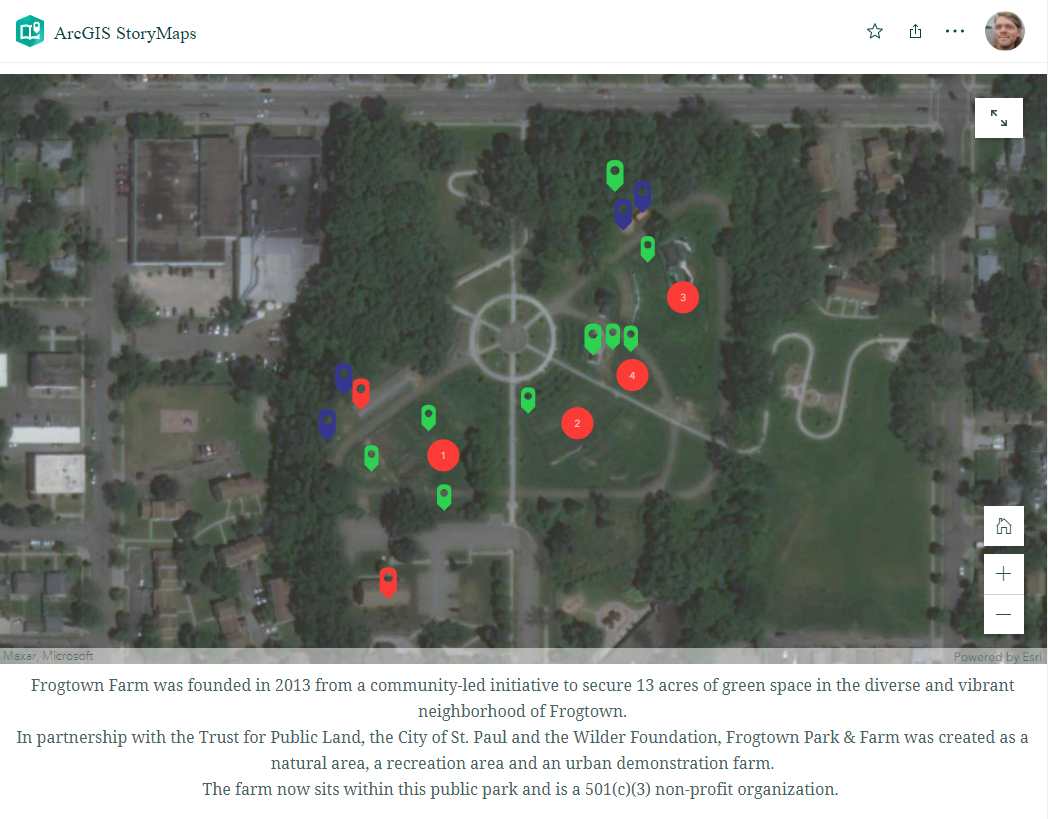 ArcGIS StoryMaps
3
4
2
1
Maxar, Microsoft
Powered by Esri
Frogtown Farm was founded in 2013 from a community-led initiative to secure 13 acres of green space in the diverse and vibrant
neighborhood of Frogtown.
In partnership with the Trust for Public Land, the City of St. Paul and the Wilder Foundation, Frogtown Park & Farm was created as a
natural area, a recreation area and an urban demonstration farm.
The farm now sits within this public park and is a 501(c)(3) non-profit organization.